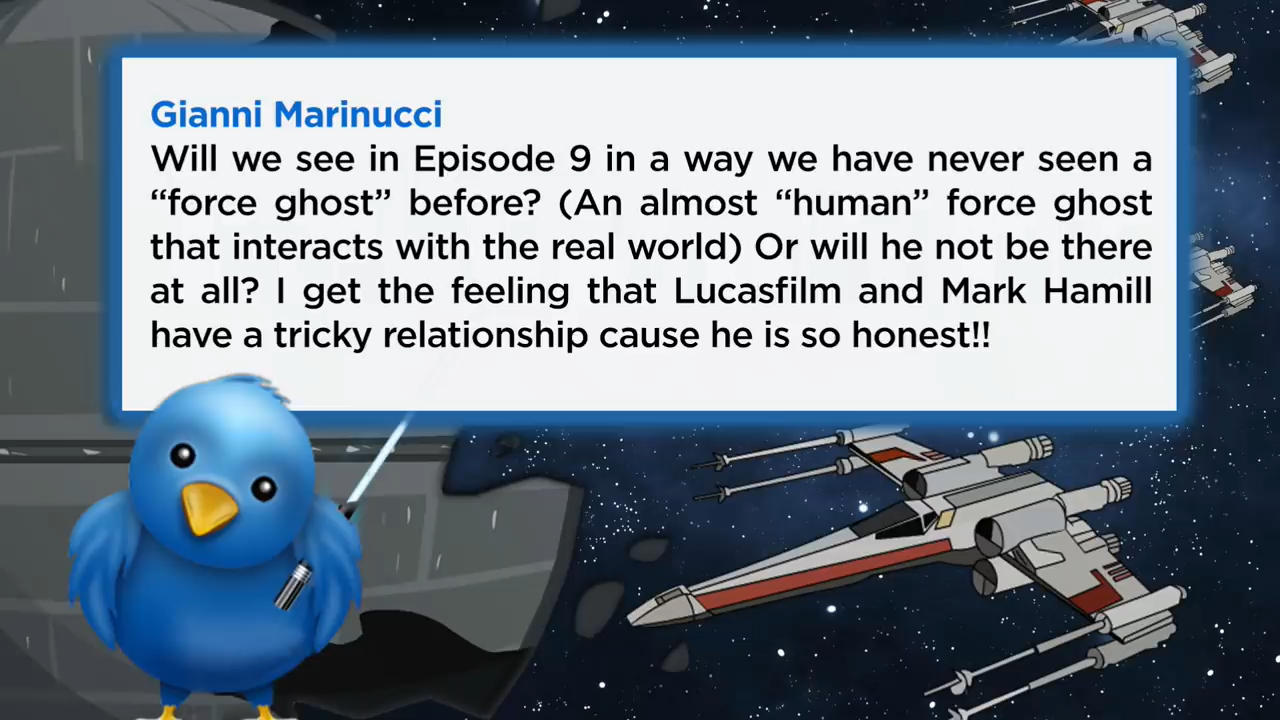 Gianni Marinucci
Will we see in Episode 9 in a way we have never seen a
“force ghost” before? (An almost “human” force ghost
that interacts with the real world) Or will he not be there
at all? I get the feeling that Lucasfilm and Mark Hamill
have a tricky relationship cause he is so honest!!